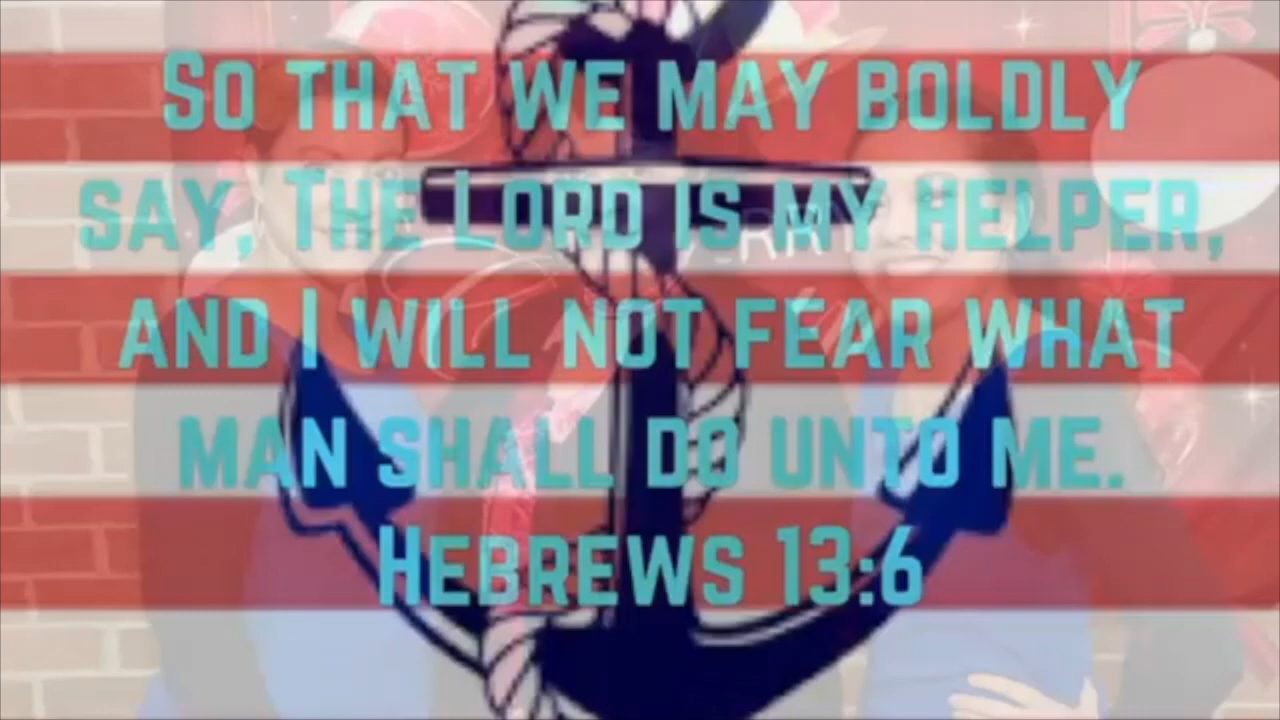 So that we may boldly
say, The Lord is my helper,
and I will not fear what
man shall do unto me.
Hebrews 13:6